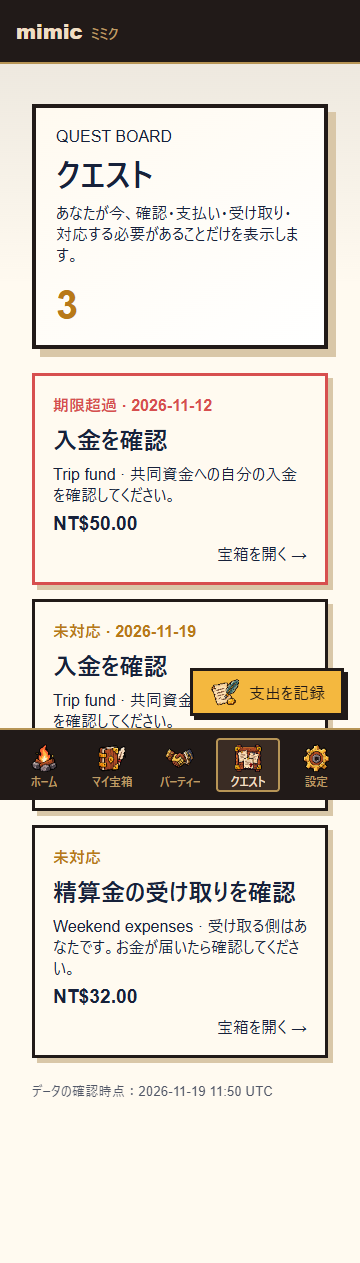 mimic ミミク
QUEST BOARD
クエスト
あなたが今、確認・支払い・受け取り・
対応する必要があることだけを表示しま
す。
3
期限超過 · 2026-11-12
入金を確認
Trip fund · 共同資金への自分の入金
を確認してください。
NT$50.00
宝箱を開く →
未対応 · 2026-11-19
入金を確認
Trip fund · 共同資
を確認してください。
支出を記録
ホーム
マイ宝箱
パーティー
クエスト
設定
未対応
精算金の受け取りを確認
Weekend expenses · 受け取る側はあ
なたです。お金が届いたら確認してくださ
い。
NT$32.00
宝箱を開く →
データの確認時点：2026-11-19 11:50 UTC